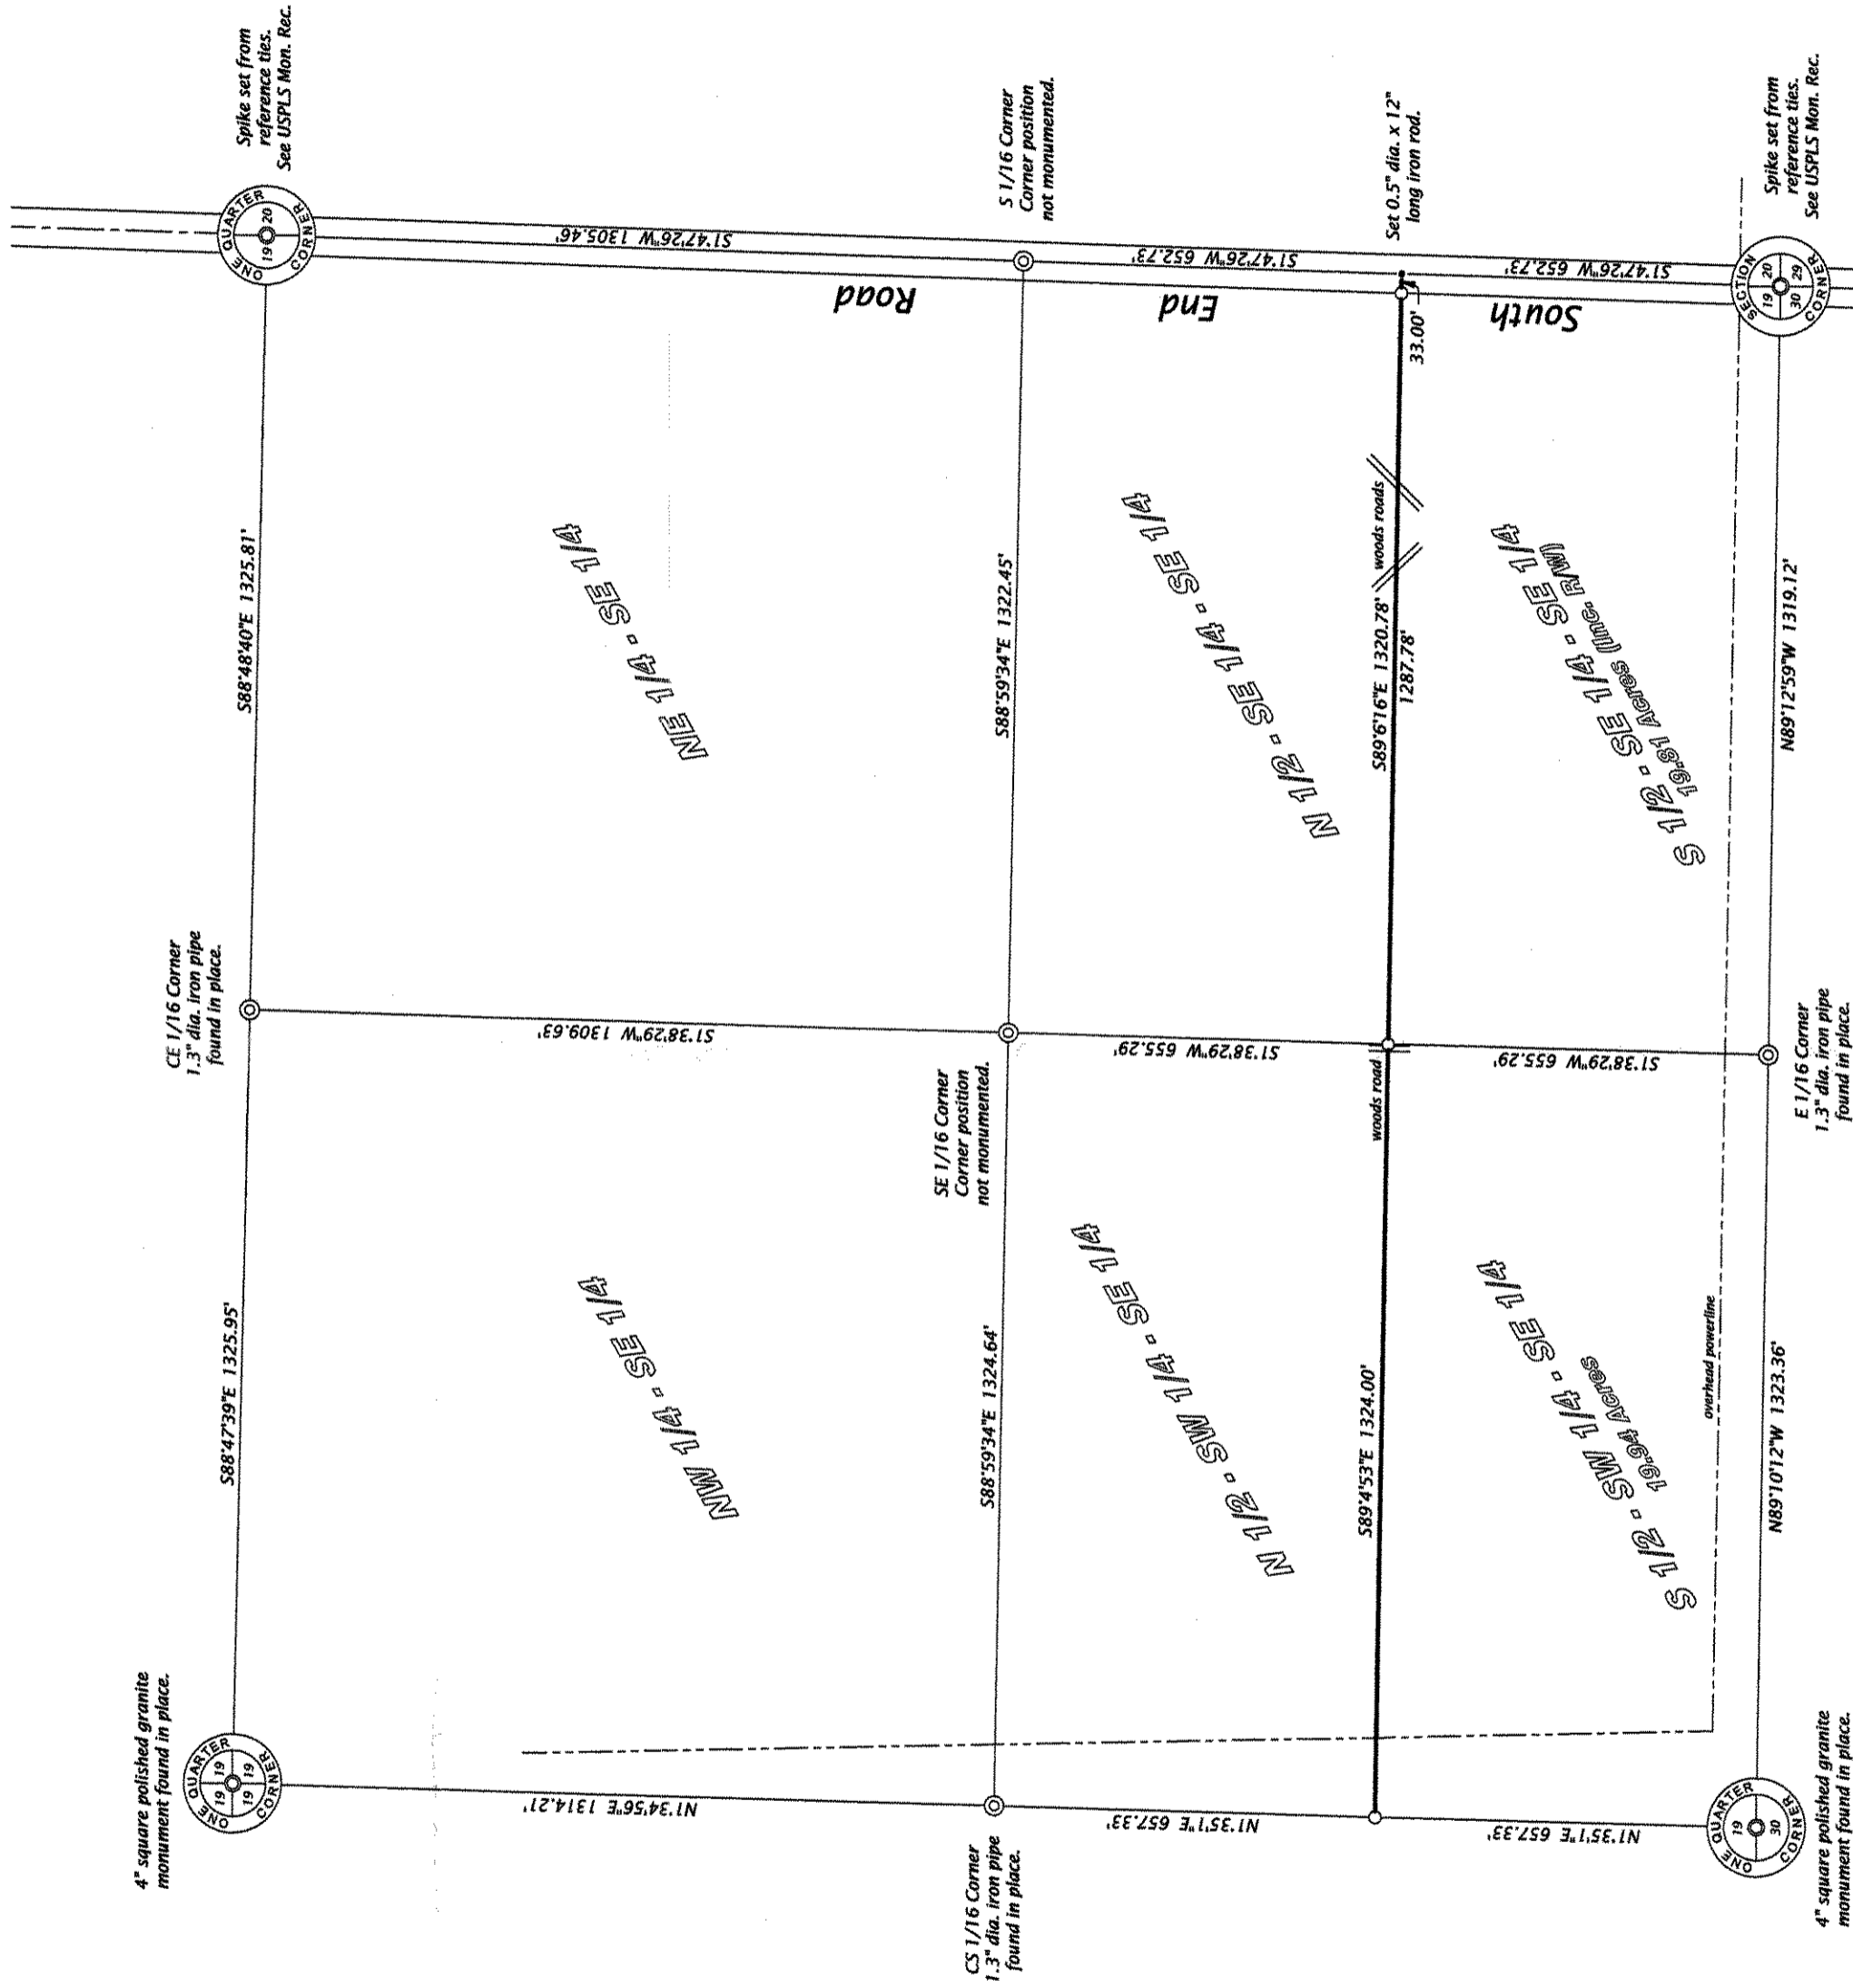 Spike set from
reference ties.
See USPLS Mon. Rec.
ONE QUARTER CORNER
19 20
S88°48'40"E 1325.81'
CE 1/16 Corner
1.3" dia. iron pipe
found in place.
S88°47'39"E 1325.95'
4" square polished granite
monument found in place.
ONE QUARTER CORNER
19 19
19 19
S1°47'26"W 1305.46'
S 1/16 Corner
Corner position
not monumented.
Road
NE 1/4 - SE 1/4
S1°38'29"W 1309.63'
NW 1/4 - SE 1/4
N1°34'56"E 1314.21'
S88°59'34"E 1322.45'
SE 1/16 Corner
Corner position
not monumented.
S88°59'34"E 1324.64'
CS 1/16 Corner
1.3" dia. iron pipe
found in place.
S1°47'26"W 652.73'
End
N 1/2 - SE 1/4 - SE 1/4
S1°38'29"W 655.29'
N 1/2 - SW 1/4 - SE 1/4
N1°35'1"E 657.33'
Set 0.5" dia. x 12"
long iron rod.
33.00'
woods roads
S89°6'16"E 1320.78'
1287.78'
woods road
S89°4'53"E 1324.00'
S1°47'26"W 652.73'
South
S 1/2 - SE 1/4 - SE 1/4
19.81 Acres (Inc. R/W)
S1°38'29"W 655.29'
S 1/2 - SW 1/4 - SE 1/4
19.94 Acres
overhead powerline
N1°35'1"E 657.33'
Spike set from
reference ties.
See USPLS Mon. Rec.
SECTION CORNER
19 20
30 29
N89°12'59"W 1319.12'
E 1/16 Corner
1.3" dia. iron pipe
found in place.
N89°10'12"W 1323.36'
ONE QUARTER CORNER
19
30
4" square polished granite
monument found in place.